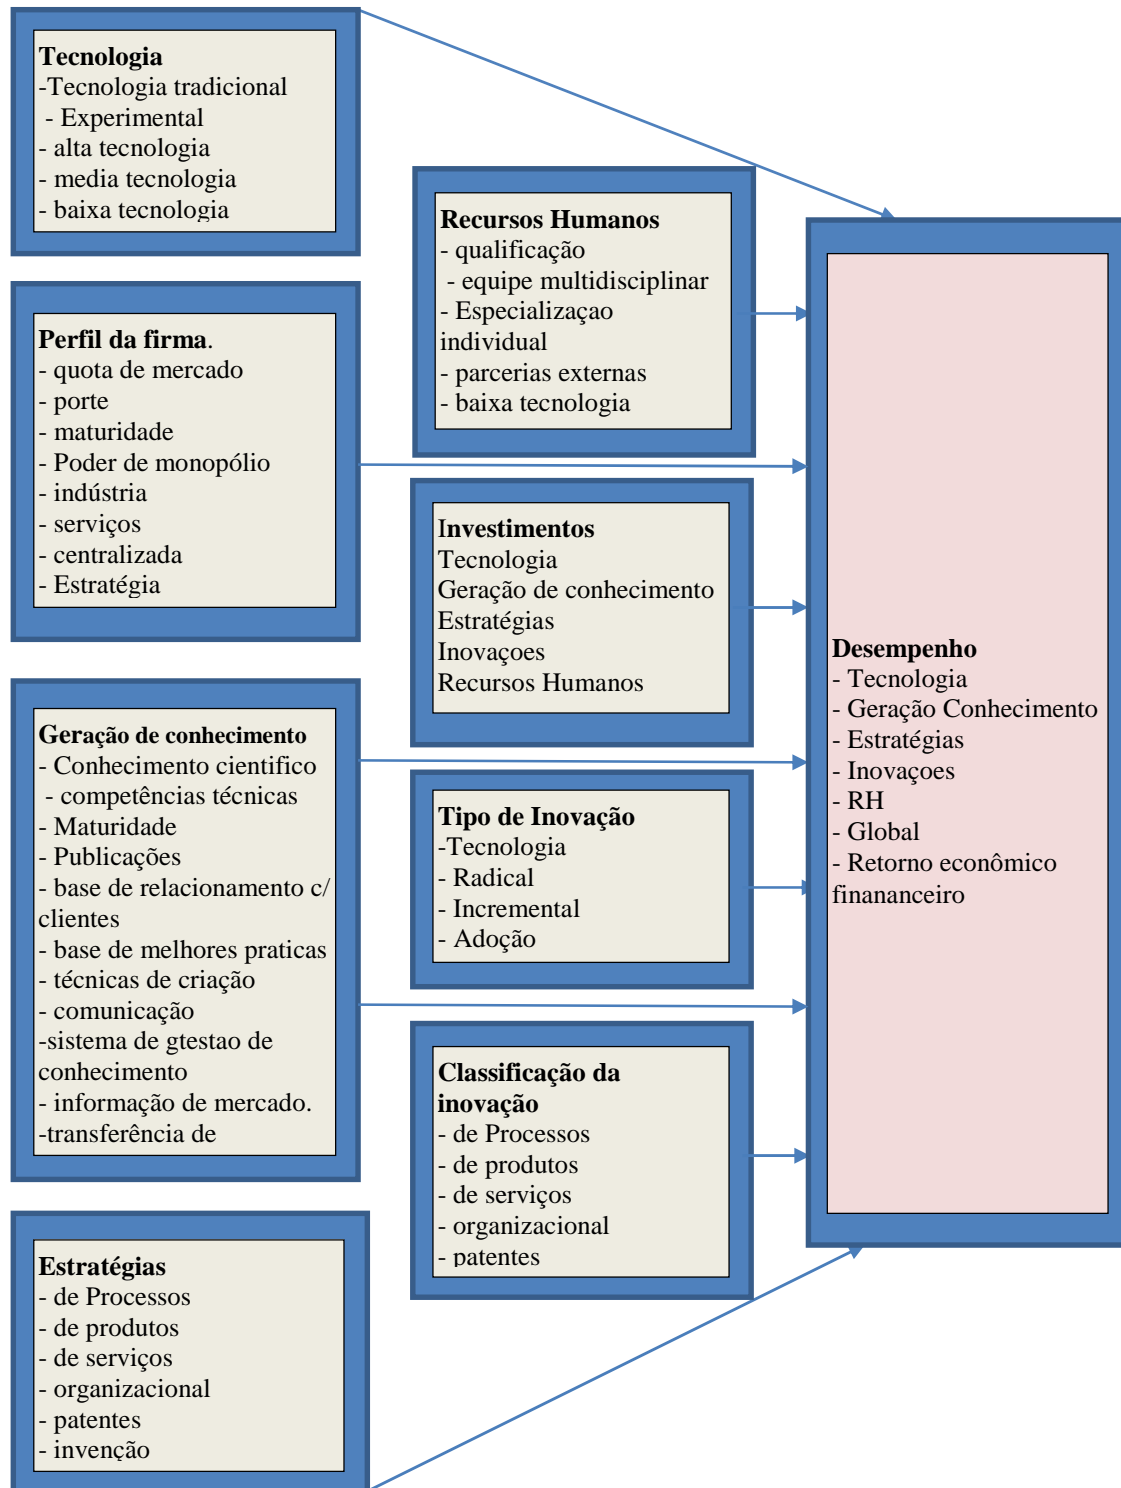 Tecnologia
-Tecnologia tradicional
- Experimental
- alta tecnologia
- media tecnologia
- baixa tecnologia
Perfil da firma.
- quota de mercado
- porte
- maturidade
- Poder de monopólio
- indústria
- serviços
- centralizada
- Estratégia
Geração de conhecimento
- Conhecimento cientifico
- competências técnicas
- Maturidade
- Publicações
- base de relacionamento c/
clientes
- base de melhores praticas
- técnicas de criação
- comunicação
-sistema de gtestao de
conhecimento
- informação de mercado.
-transferência de
Estratégias
- de Processos
- de produtos
- de serviços
- organizacional
- patentes
- invenção
Recursos Humanos
- qualificação
- equipe multidisciplinar
- Especializaçao
individual
- parcerias externas
- baixa tecnologia
Investimentos
Tecnologia
Geração de conhecimento
Estratégias
Inovaçoes
Recursos Humanos
Tipo de Inovação
-Tecnologia
- Radical
- Incremental
- Adoção
Classificação da
inovação
- de Processos
- de produtos
- de serviços
- organizacional
- patentes
Desempenho
- Tecnologia
- Geração Conhecimento
- Estratégias
- Inovaçoes
- RH
- Global
- Retorno econômico
finananceiro